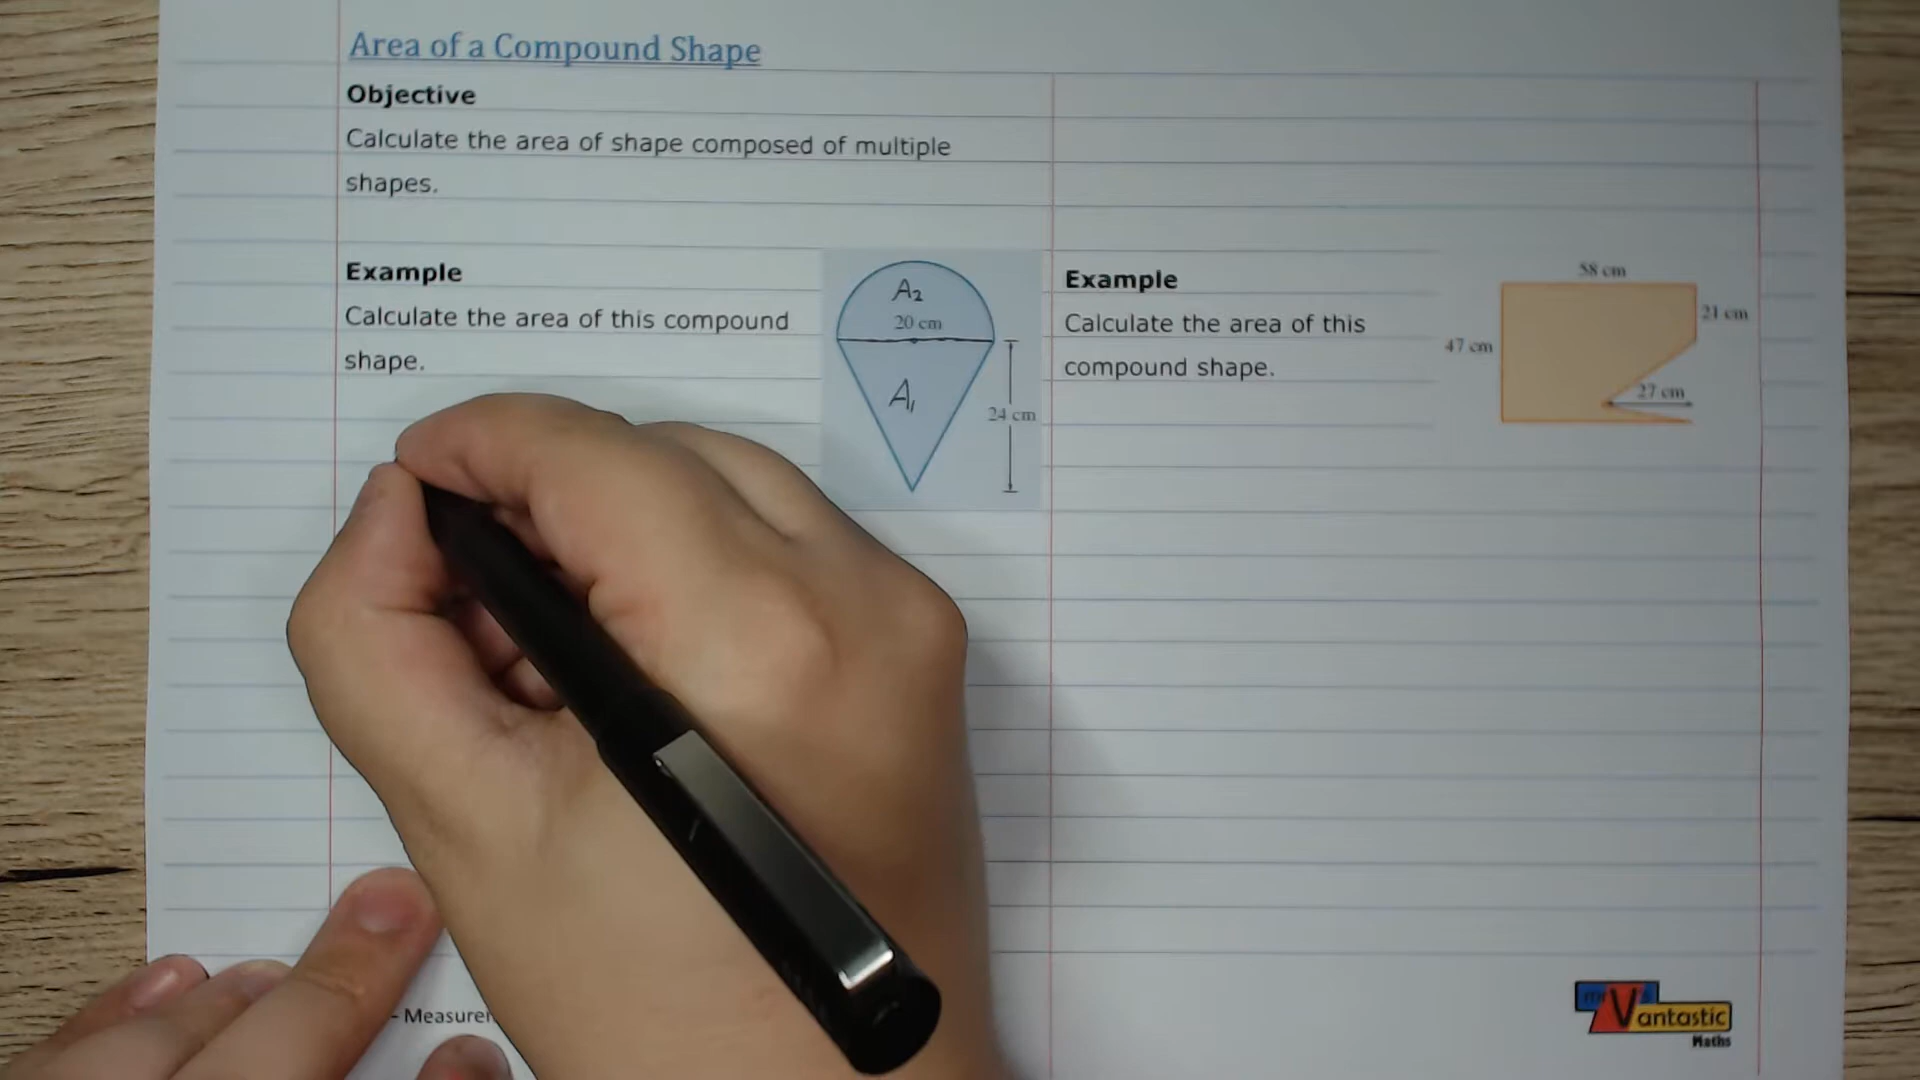 Area of a Compound Shape
Objective
Calculate the area of shape composed of multiple
shapes.
Example
Calculate the area of this compound
shape.
A2
20 cm
A1
24 cm
Example
Calculate the area of this
compound shape.
58 cm
21 cm
47 cm
27 cm
- Measurem
Vantastic
Maths